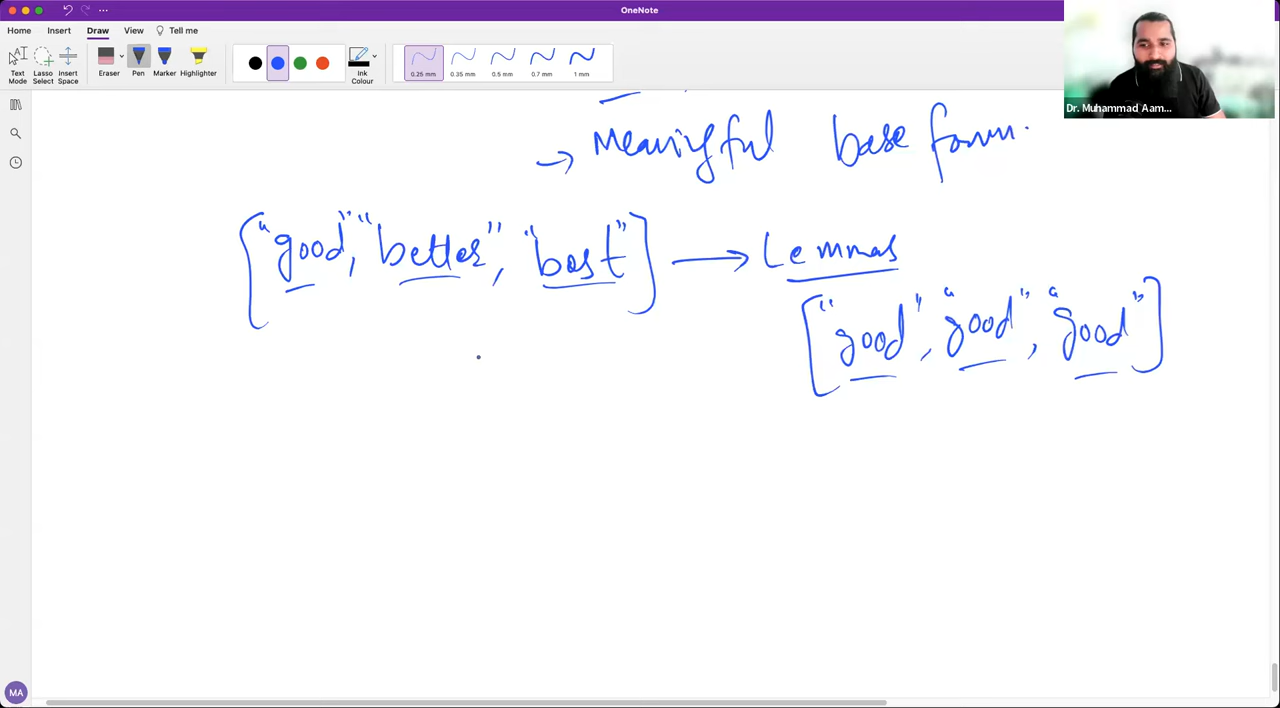 OneNote
Home Insert Draw View Tell me
Text Mode Lasso Select Insert Space Eraser Pen Marker Highlighter Ink Colour 0.25 mm 0.35 mm 0.5 mm 0.7 mm 1 mm
Dr. Muhammad Aam...
→ Meaningful base form.
["good", "better", "best"] → Lemmas
["good", "good", "good"]
MA